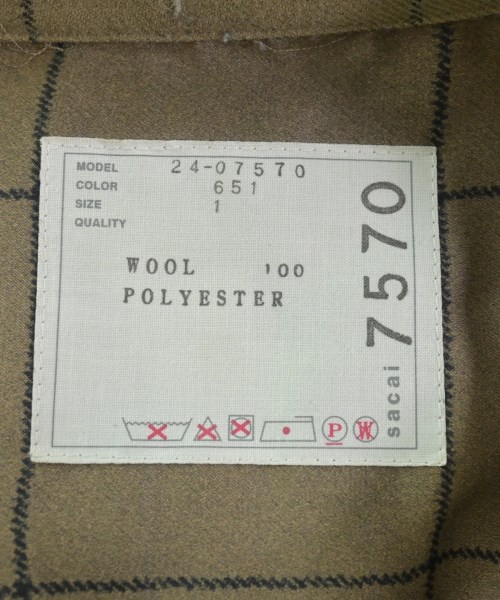 MODEL 24-07570
COLOR 651
SIZE 1
QUALITY
WOOL 100
POLYESTER
P W
sacai 7570